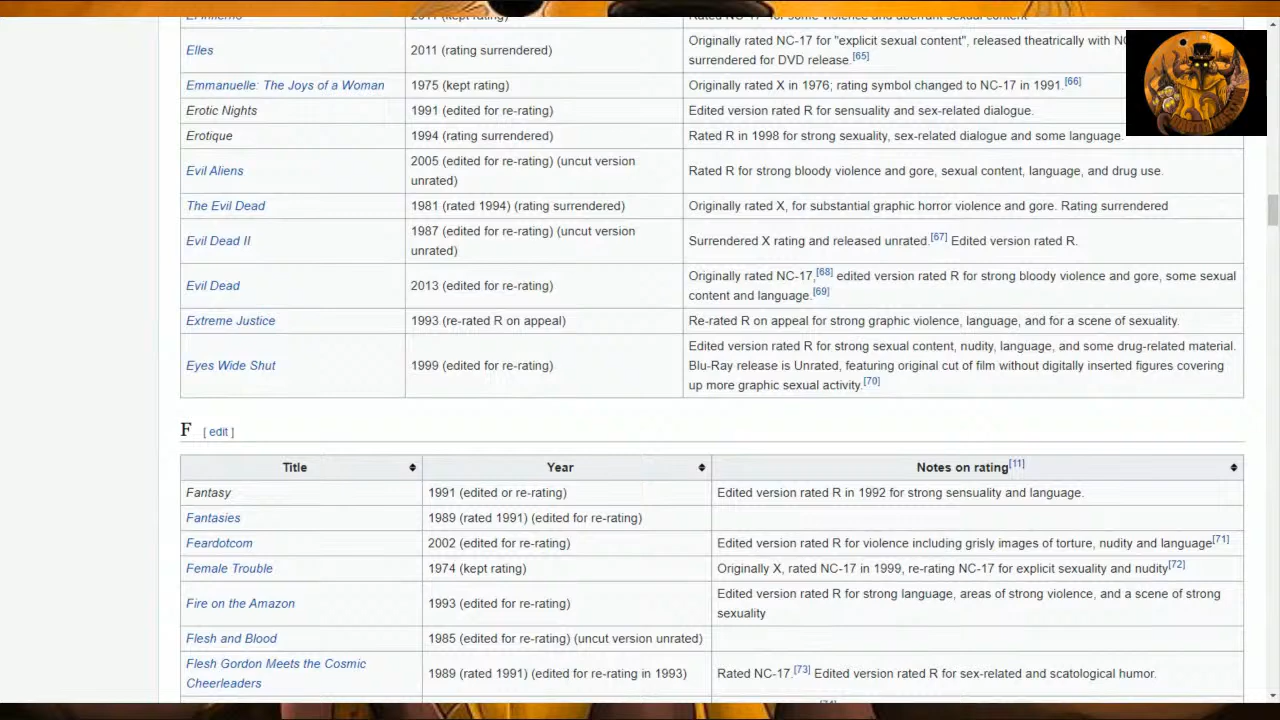 Elles 2011 (rating surrendered) Originally rated NC-17 for "explicit sexual content", released theatrically with NC
surrendered for DVD release.[65]
Emmanuelle: The Joys of a Woman 1975 (kept rating) Originally rated X in 1976; rating symbol changed to NC-17 in 1991.[66]
Erotic Nights 1991 (edited for re-rating) Edited version rated R for sensuality and sex-related dialogue.
Erotique 1994 (rating surrendered) Rated R in 1998 for strong sexuality, sex-related dialogue and some language.
Evil Aliens 2005 (edited for re-rating) (uncut version
unrated) Rated R for strong bloody violence and gore, sexual content, language, and drug use.
The Evil Dead 1981 (rated 1994) (rating surrendered) Originally rated X, for substantial graphic horror violence and gore. Rating surrendered
Evil Dead II 1987 (edited for re-rating) (uncut version
unrated) Surrendered X rating and released unrated.[67] Edited version rated R.
Evil Dead 2013 (edited for re-rating) Originally rated NC-17,[68] edited version rated R for strong bloody violence and gore, some sexual
content and language.[69]
Extreme Justice 1993 (re-rated R on appeal) Re-rated R on appeal for strong graphic violence, language, and for a scene of sexuality.
Eyes Wide Shut 1999 (edited for re-rating) Edited version rated R for strong sexual content, nudity, language, and some drug-related material.
Blu-Ray release is Unrated, featuring original cut of film without digitally inserted figures covering
up more graphic sexual activity.[70]
F [ edit ]
Title Year Notes on rating[11]
Fantasy 1991 (edited or re-rating) Edited version rated R in 1992 for strong sensuality and language.
Fantasies 1989 (rated 1991) (edited for re-rating)
Feardotcom 2002 (edited for re-rating) Edited version rated R for violence including grisly images of torture, nudity and language[71]
Female Trouble 1974 (kept rating) Originally X, rated NC-17 in 1999, re-rating NC-17 for explicit sexuality and nudity[72]
Fire on the Amazon 1993 (edited for re-rating) Edited version rated R for strong language, areas of strong violence, and a scene of strong
sexuality
Flesh and Blood 1985 (edited for re-rating) (uncut version unrated)
Flesh Gordon Meets the Cosmic
Cheerleaders 1989 (rated 1991) (edited for re-rating in 1993) Rated NC-17.[73] Edited version rated R for sex-related and scatological humor.